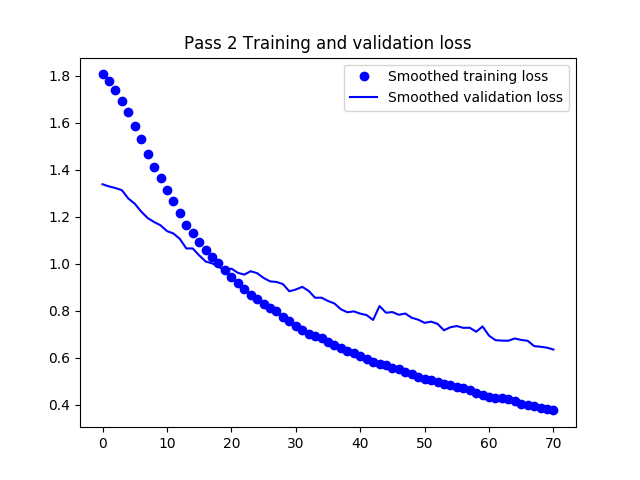 Pass 2 Training and validation loss
Smoothed training loss
Smoothed validation loss
1.8
1.6
1.4
1.2
1.0
0.8
0.6
0.4
0 10 20 30 40 50 60 70